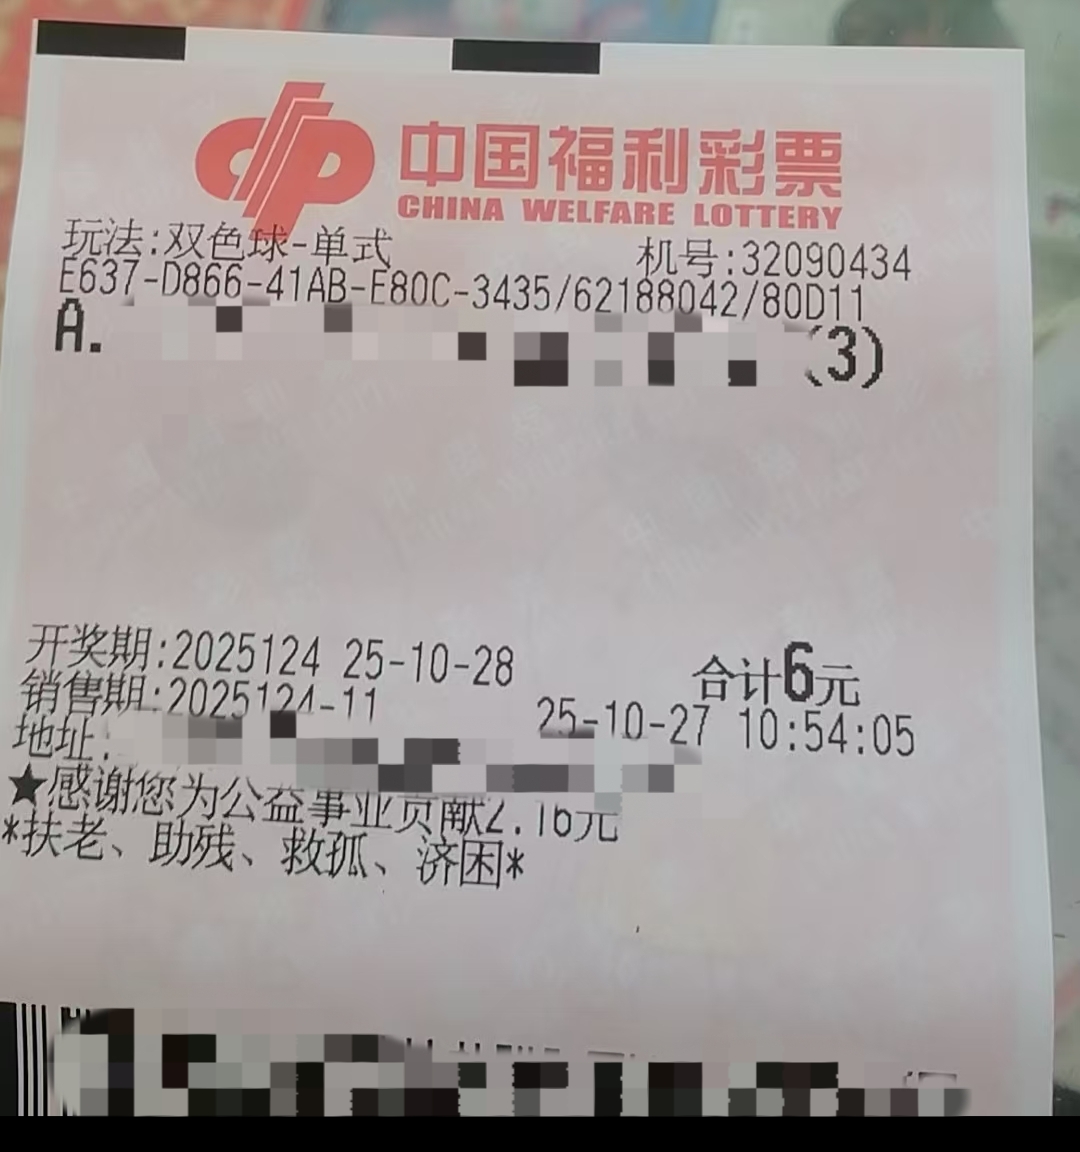 中国福利彩票
CHINA WELFARE LOTTERY
玩法:双色球-单式 机号:32090434
E637-D866-41AB-E80C-3435/62188042/80D11
A. (3)
开奖期:2025124 25-10-28 合计6元
销售期:2025124-11 25-10-27 10:54:05
地址:
★感谢您为公益事业贡献2.16元
*扶老、助残、救孤、济困*